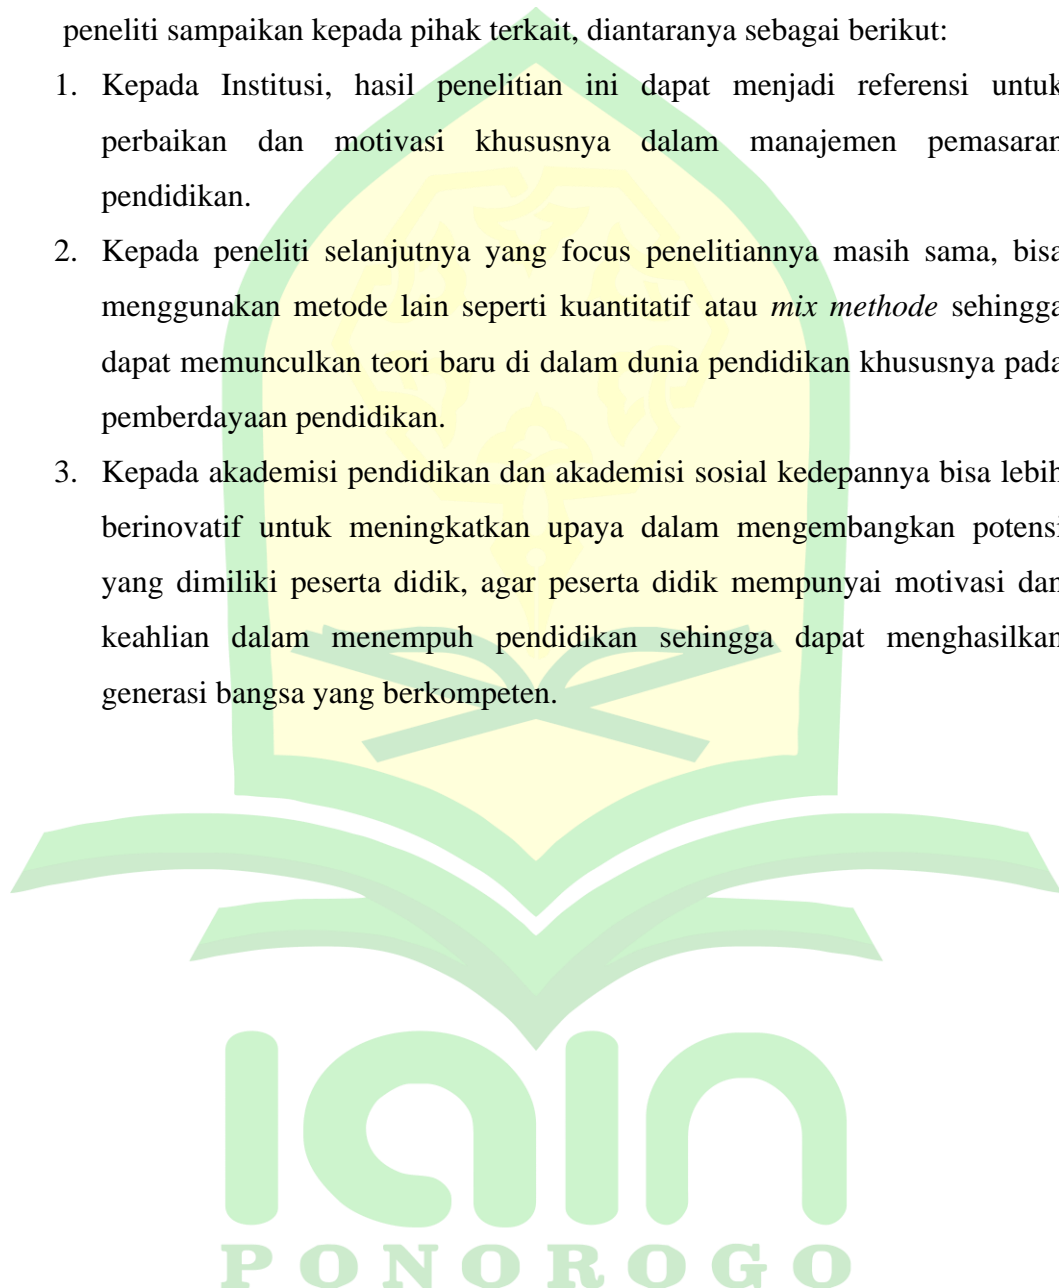 peneliti sampaikan kepada pihak terkait, diantaranya sebagai berikut:
1. Kepada Institusi, hasil penelitian ini dapat menjadi referensi untuk
perbaikan dan motivasi khususnya dalam manajemen pemasaran
pendidikan.
2. Kepada peneliti selanjutnya yang focus penelitiannya masih sama, bisa
menggunakan metode lain seperti kuantitatif atau mix methode sehingga
dapat memunculkan teori baru di dalam dunia pendidikan khususnya pada
pemberdayaan pendidikan.
3. Kepada akademisi pendidikan dan akademisi sosial kedepannya bisa lebih
berinovatif untuk meningkatkan upaya dalam mengembangkan potensi
yang dimiliki peserta didik, agar peserta didik mempunyai motivasi dan
keahlian dalam menempuh pendidikan sehingga dapat menghasilkan
generasi bangsa yang berkompeten.
iain
PONOROGO